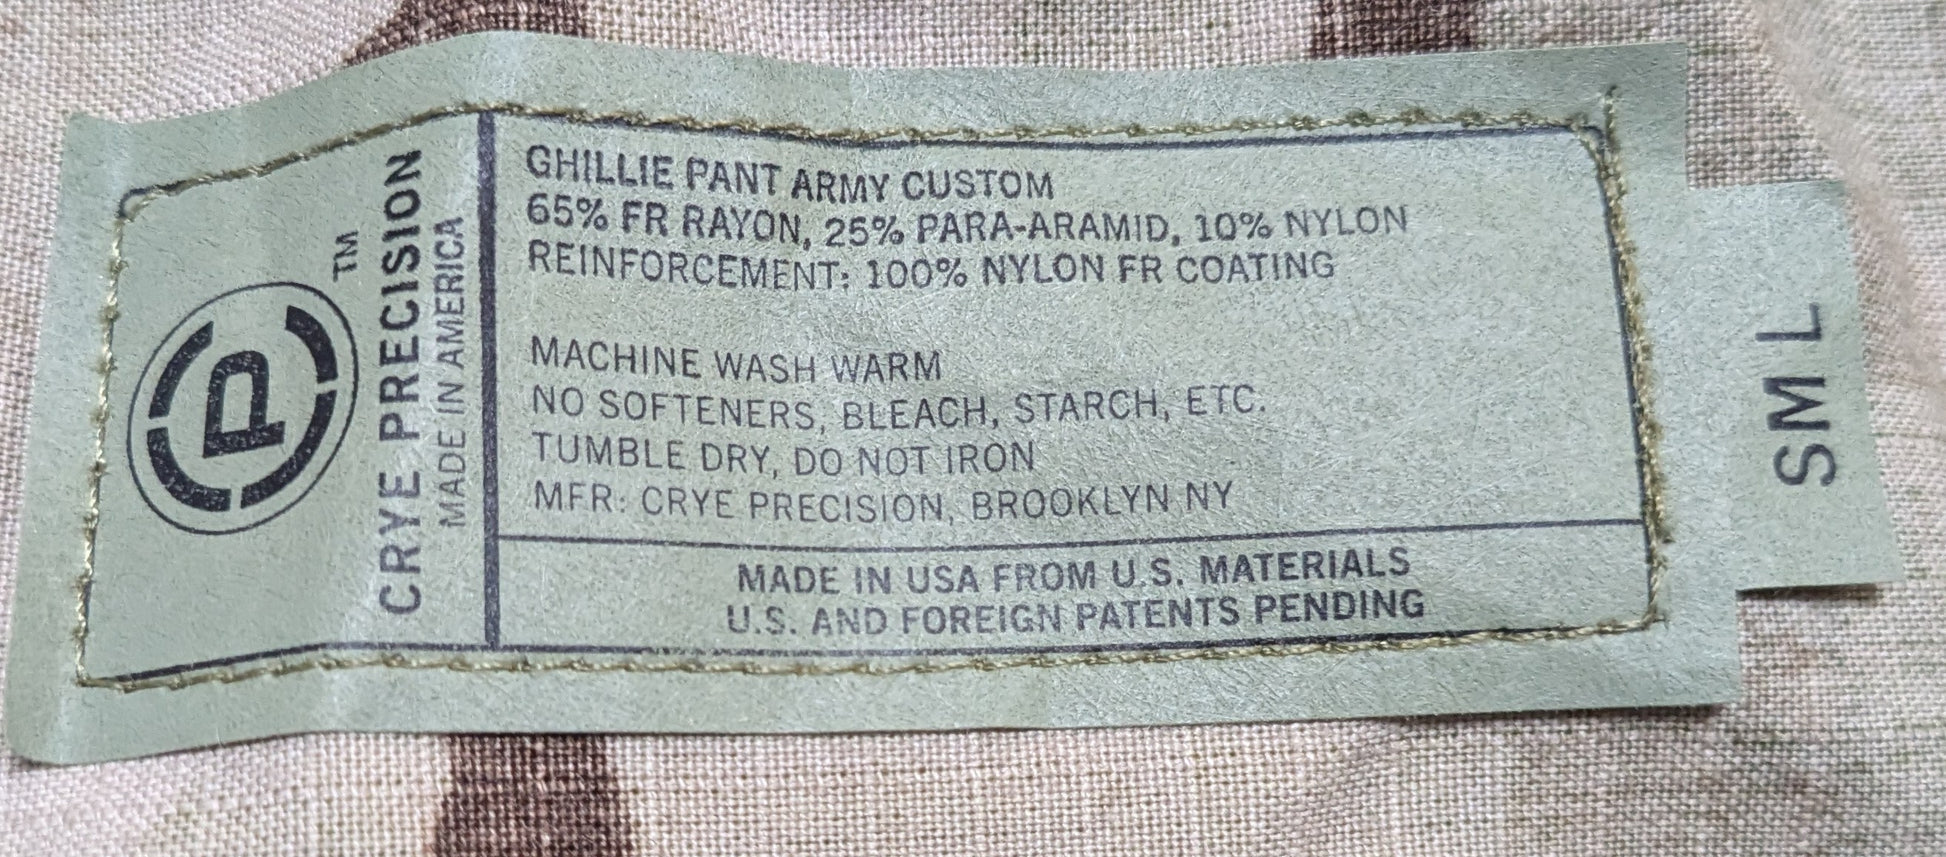 P
TM
CRYE PRECISION
MADE IN AMERICA
GHILLIE PANT ARMY CUSTOM
65% FR RAYON, 25% PARA-ARAMID, 10% NYLON
REINFORCEMENT: 100% NYLON FR COATING
MACHINE WASH WARM
NO SOFTENERS, BLEACH, STARCH, ETC.
TUMBLE DRY, DO NOT IRON
MFR: CRYE PRECISION, BROOKLYN NY
MADE IN USA FROM U.S. MATERIALS
U.S. AND FOREIGN PATENTS PENDING
SM L